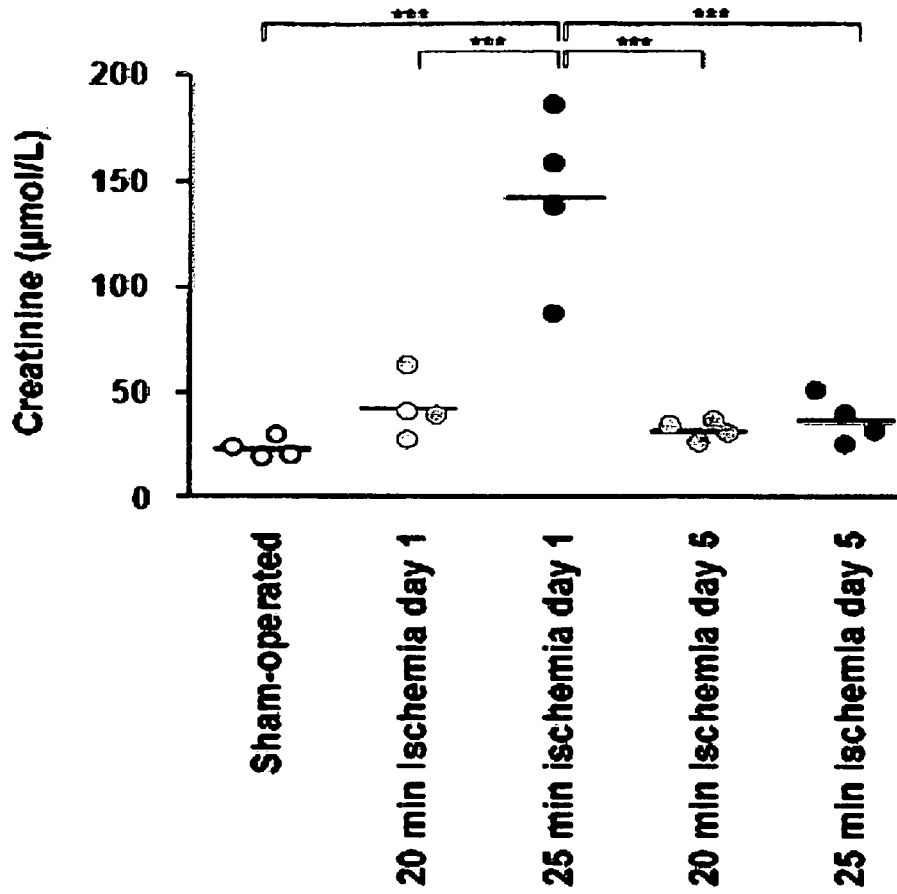 *** ***
*** ***
Creatinine (µmol/L)
200
150
100
50
0
Sham-operated
20 min Ischemia day 1
25 min ischemia day 1
20 min Ischemia day 5
25 min Ischemia day 5